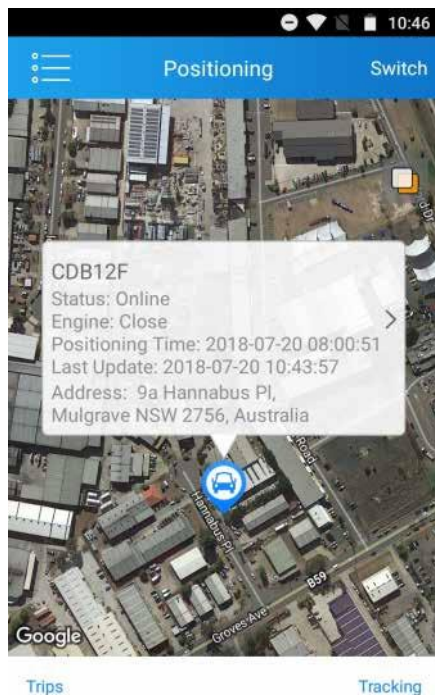 10:46
Positioning
Switch
d Dr
CDB12F
Status: Online
Engine: Close
Positioning Time: 2018-07-20 08:00:51
Last Update: 2018-07-20 10:43:57
Address: 9a Hannabus Pl,
Mulgrave NSW 2756, Australia
Road
Hannabus Pl
B59
Groves Ave
Google
Trips
Tracking